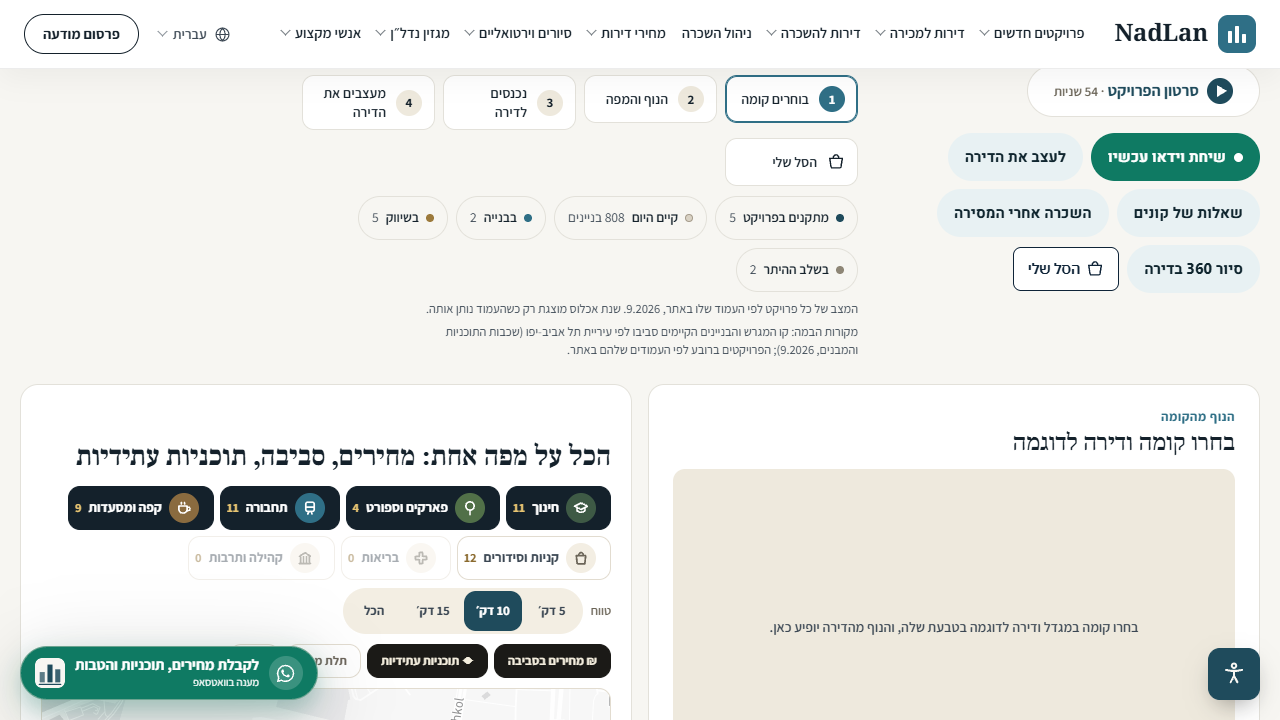 NadLan
פרויקטים חדשים
דירות למכירה
דירות להשכרה
ניהול השכרה
מחירי דירות
סיורים וירטואליים
מגזין נדל״ן
אנשי מקצוע
עברית
פרסום מודעה
סרטון הפרויקט · 54 שניות
שיחת וידאו עכשיו
לעצב את הדירה
שאלות של קונים
השכרה אחרי המסירה
סיור 360 בדירה
הסל שלי
1 בוחרים קומה
2 הנוף והמפה
3 נכנסים לדירה
4 מעצבים את הדירה
הסל שלי
מתקנים בפרויקט 5
קיים היום 808 בניינים
בבנייה 2
בשיווק 5
בשלב ההיתר 2
המצב של כל פרויקט לפי העמוד שלו באתר, 9.2026. שנת אכלוס מוצגת רק כשהעמוד נותן אותה.
מקורות הבמה: קו המגרש והבניינים הקיימים סביבו לפי עיריית תל אביב-יפו (שכבות התוכניות
והמבנים, 9.2026); הפרויקטים ברובע לפי העמודים שלהם באתר.
הנוף מהקומה
בחרו קומה ודירה לדוגמה
בחרו קומה במגדל ודירה לדוגמה בטבעת שלה, והנוף מהדירה יופיע כאן.
הכל על מפה אחת: מחירים, סביבה, תוכניות עתידיות
חינוך 11
פארקים וספורט 4
תחבורה 11
קפה ומסעדות 9
קניות וסידורים 12
בריאות 0
קהילה ותרבות 0
טווח
5 דק׳
10 דק׳
15 דק׳
הכל
₪ מחירים בסביבה
תוכניות עתידיות
תלת
hkol
לקבלת מחירים, תוכניות והטבות
מענה בוואטסאפ